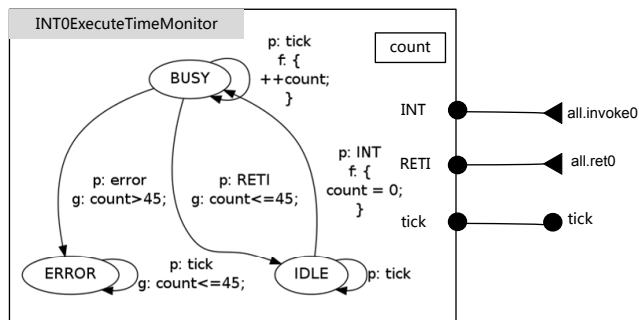 INT0ExecuteTimeMonitor
count
p: tick
f: {
++count;
}
BUSY
INT
all.invoke0
p: INT
f: {
count = 0;
}
RETI
all.ret0
p: error
g: count>45;
p: RETI
g: count<=45;
tick
tick
ERROR
p: tick
g: count<=45;
IDLE
p: tick